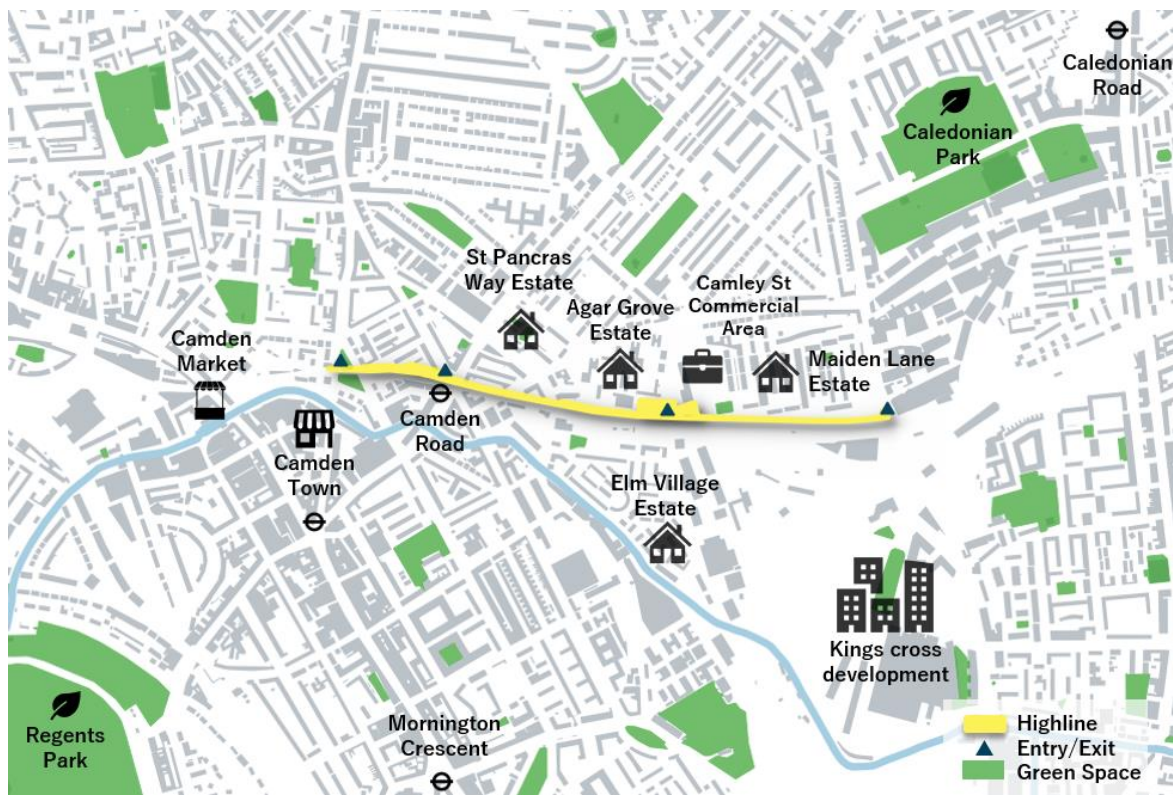 Caledonian
Road
Caledonian
Park
St Pancras
Way Estate
Agar Grove
Estate
Camley St
Commercial
Area
Maiden Lane
Estate
Camden
Market
Camden
Road
Camden
Town
Elm Village
Estate
Kings cross
development
Regents
Park
Mornington
Crescent
Highline
Entry/Exit
Green Space